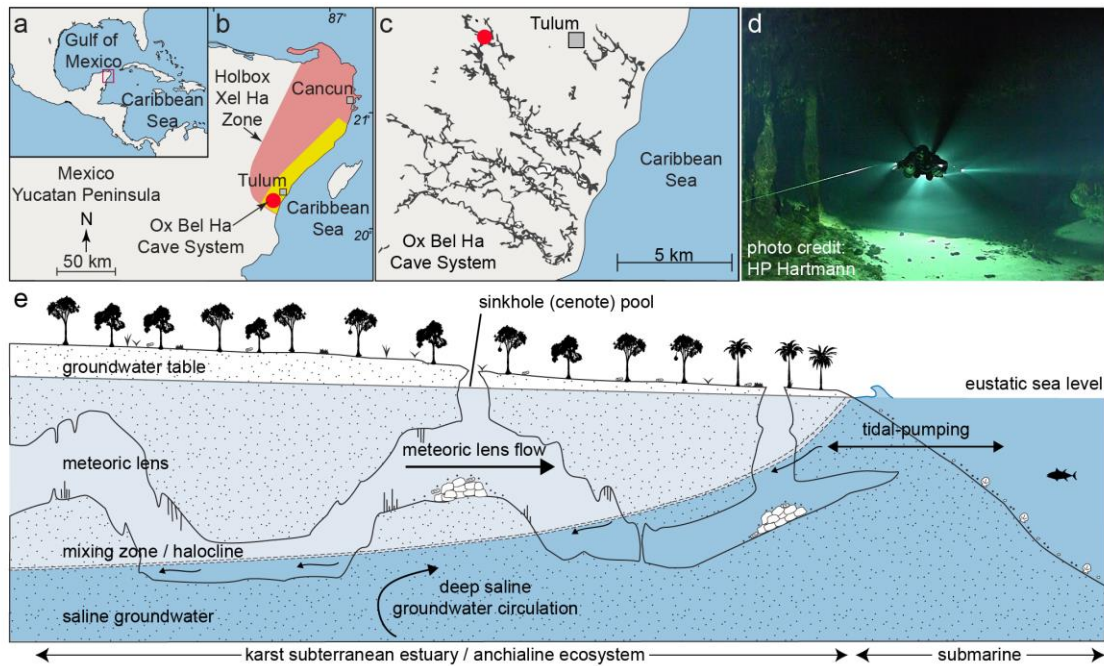 a
Gulf of
Mexico
Caribbean
Sea
Mexico
Yucatan Peninsula
N
50 km
b
87°
Holbox
Xel Ha
Zone
Cancun
21°
Tulum
Ox Bel Ha
Cave System
Caribbean
Sea
20°
c
Tulum
Caribbean
Sea
Ox Bel Ha
Cave System
5 km
d
photo credit:
HP Hartmann
e
sinkhole (cenote) pool
groundwater table
eustatic sea level
tidal-pumping
meteoric lens flow
meteoric lens
mixing zone / halocline
deep saline
groundwater circulation
saline groundwater
karst subterranean estuary / anchialine ecosystem
submarine